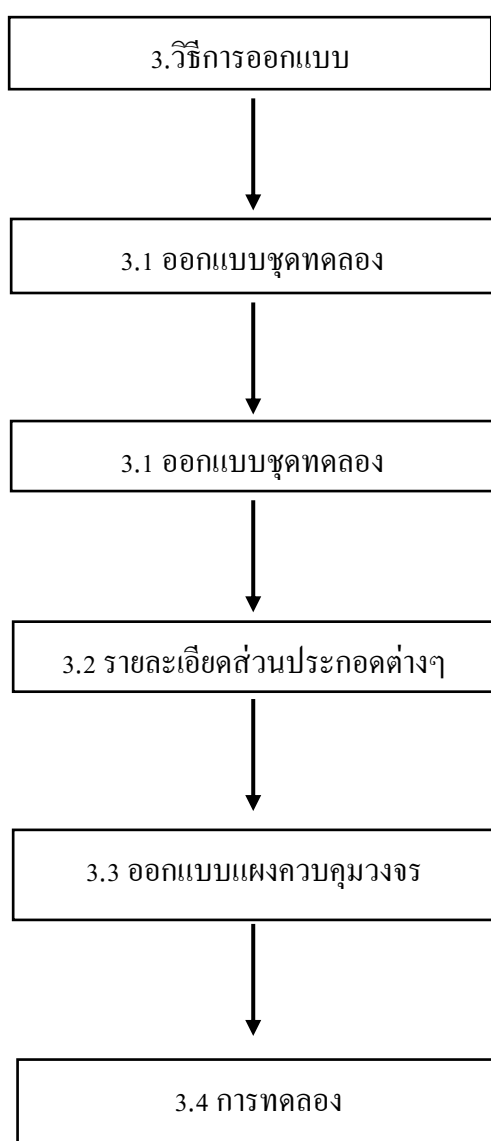 3.วิธีการออกแบบ
3.1 ออกแบบชุดทดลอง
3.1 ออกแบบชุดทดลอง
3.2 รายละเอียดส่วนประกอดต่างๆ
3.3 ออกแบบแผงควบคุมวงจร
3.4 การทดลอง